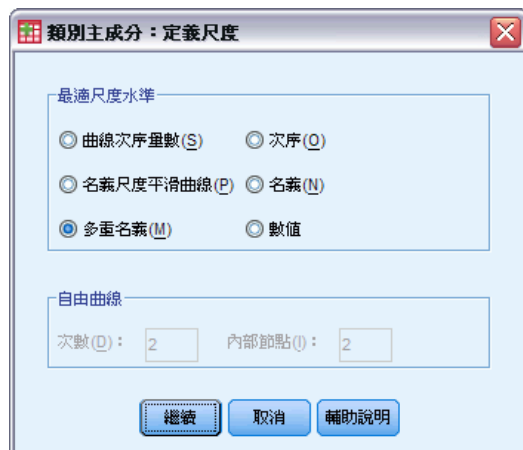 類別主成分：定義尺度
最適尺度水準
曲線次序量數(S) 次序(O)
名義尺度平滑曲線(P) 名義(N)
多重名義(M) 數值
自由曲線
次數(D)： 2 內部節點(I)： 2
繼續 取消 輔助說明